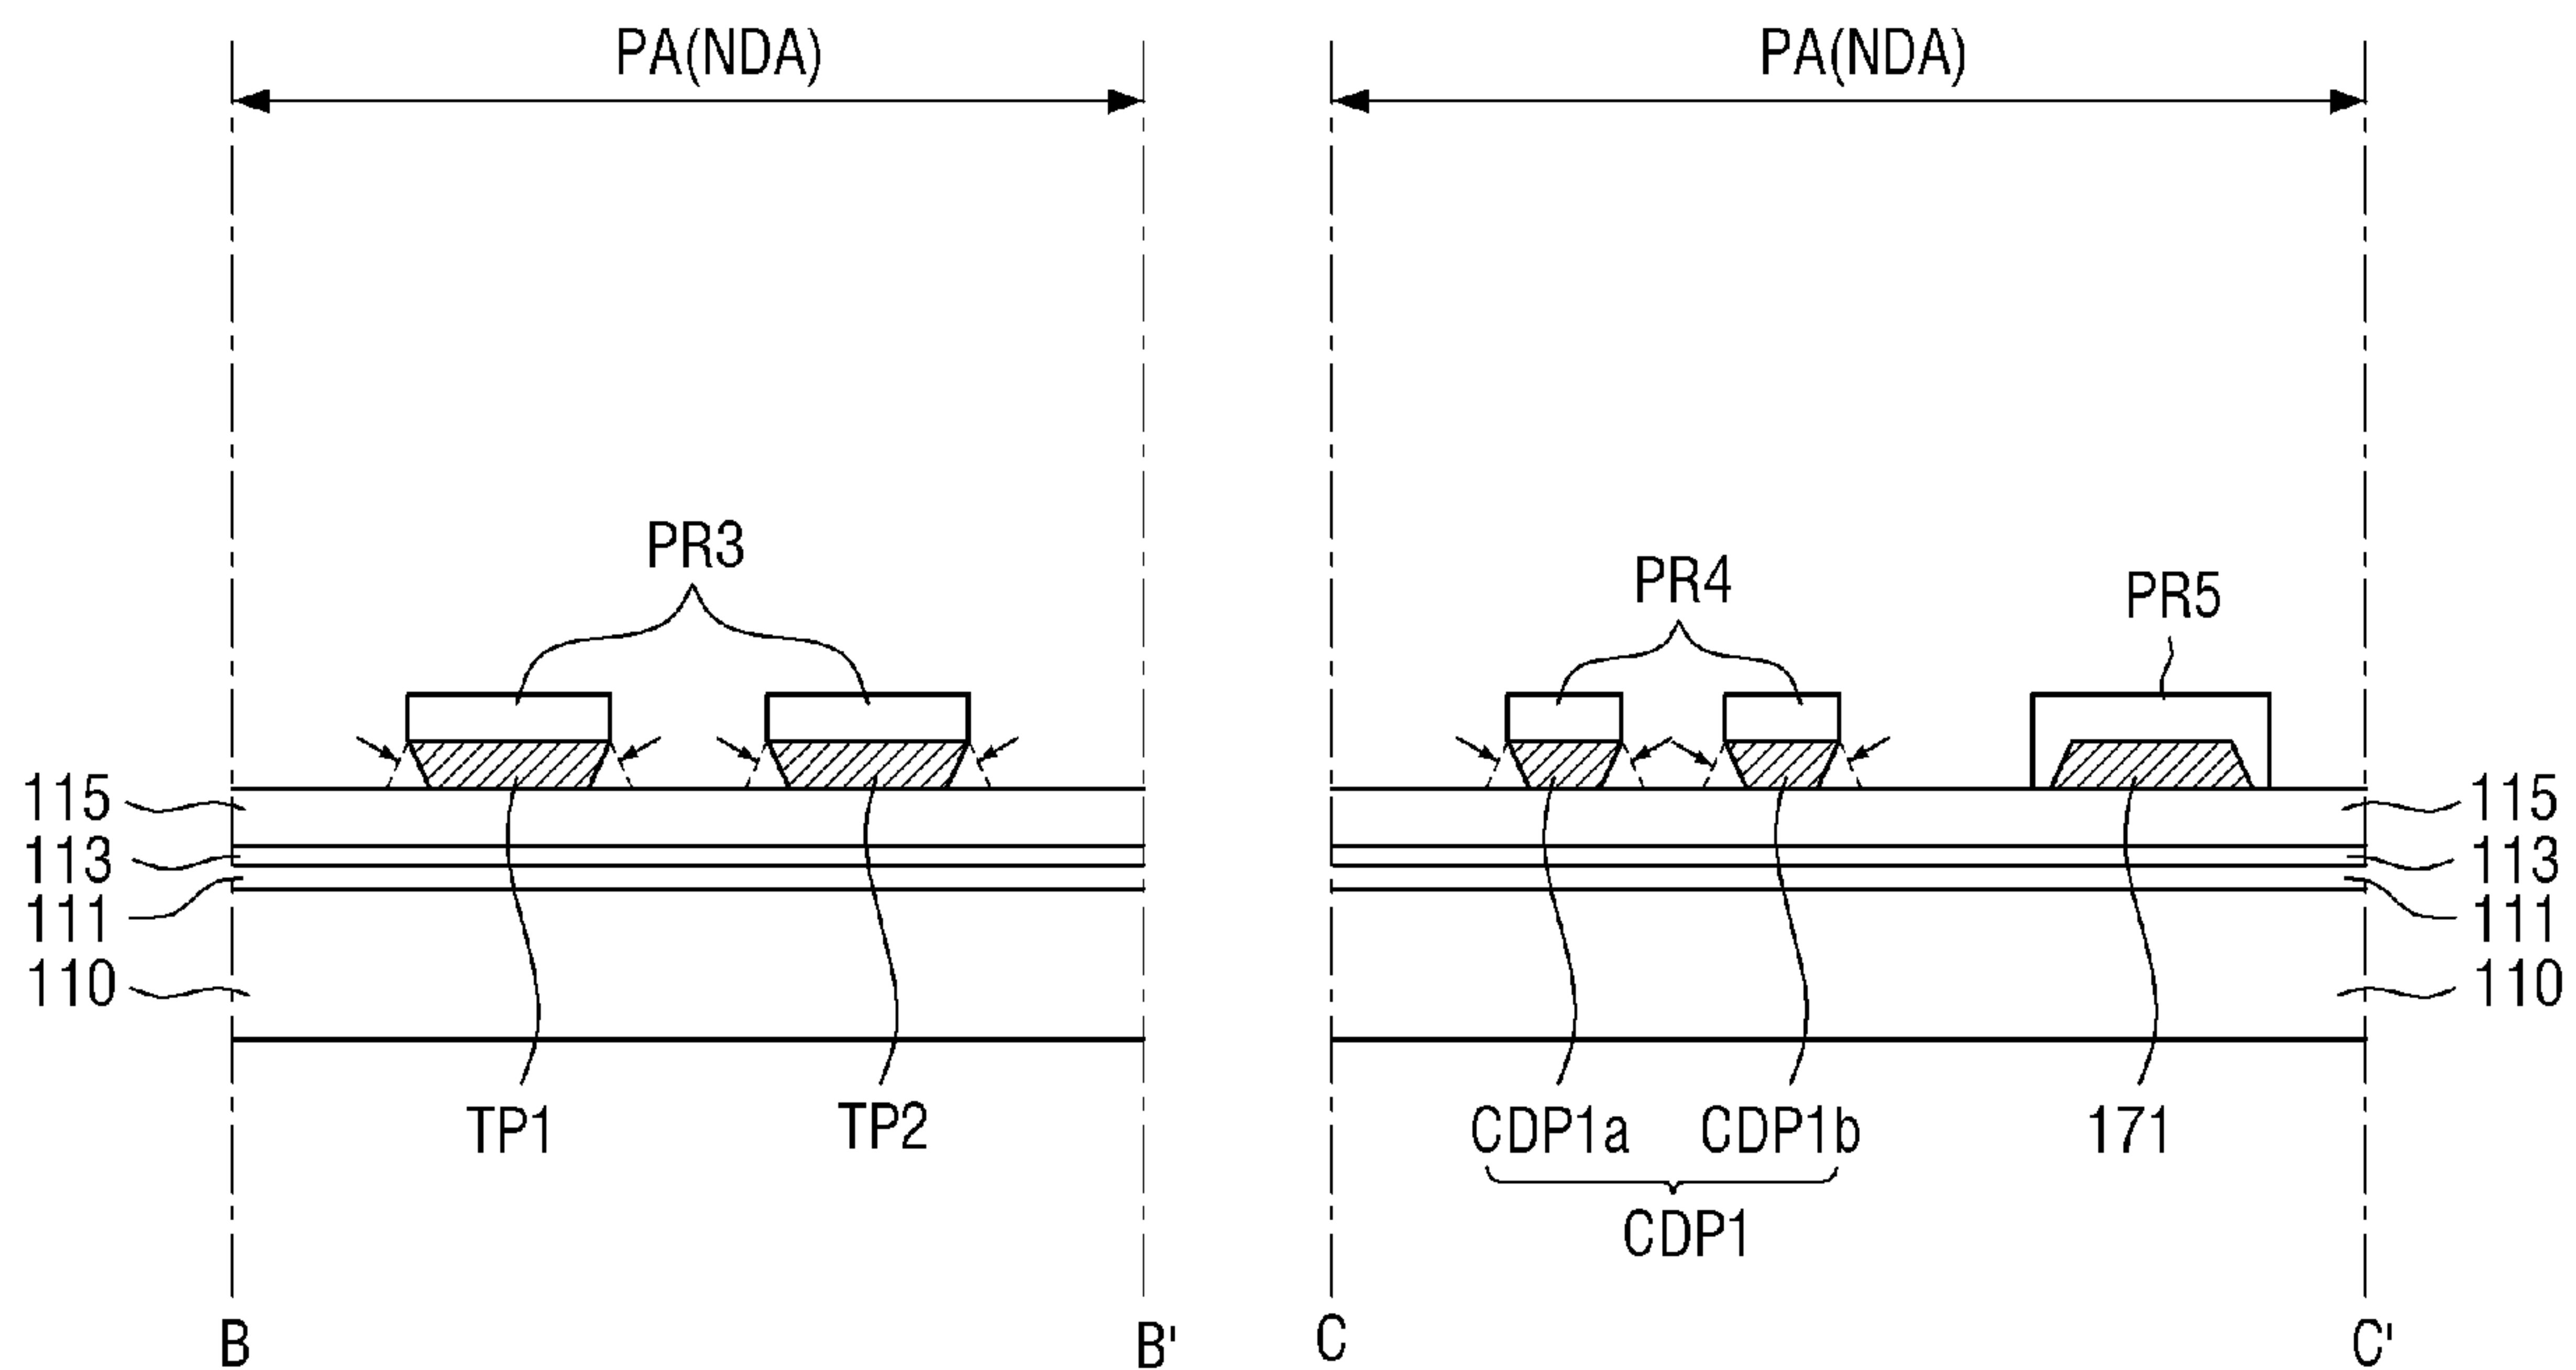 PA(NDA) PA(NDA)
PR3
PR4
PR5
115 115
113 113
111 111
110 110
TP1 TP2 CDP1a CDP1b 171
CDP1
B B' C C'